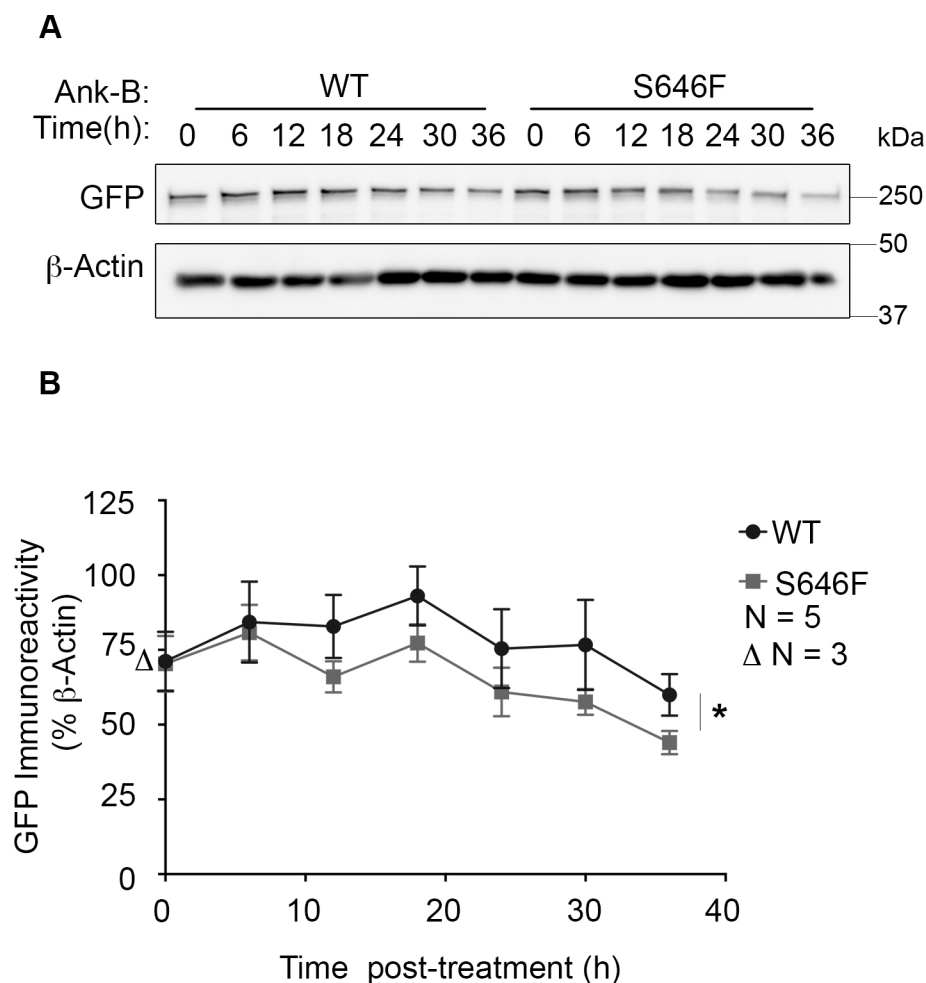 A
Ank-B: WT S646F
Time(h): 0 6 12 18 24 30 36 0 6 12 18 24 30 36 kDa
GFP 250
β-Actin 50
37
B
GFP Immunoreactivity
(% β-Actin)
125
100
75
50
25
0
Δ
0 10 20 30 40
Time post-treatment (h)
WT
S646F
N = 5
Δ N = 3
*